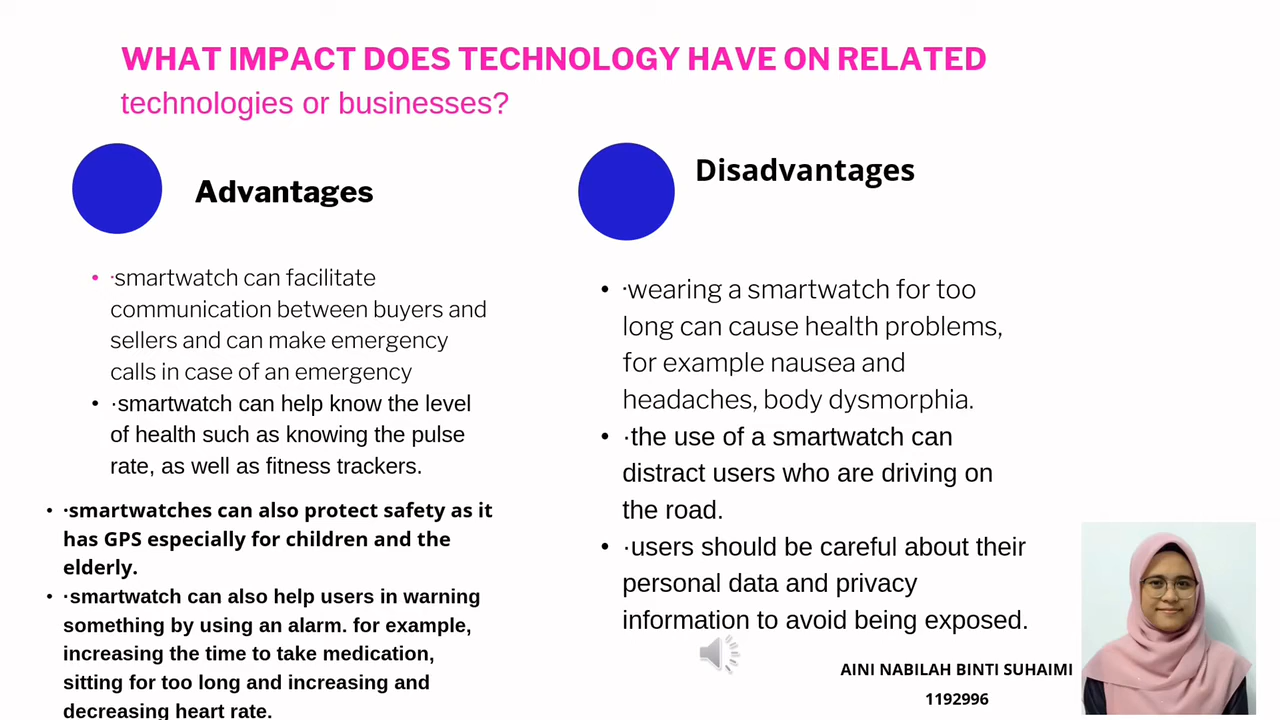 WHAT IMPACT DOES TECHNOLOGY HAVE ON RELATED
technologies or businesses?
Advantages
• ·smartwatch can facilitate
communication between buyers and
sellers and can make emergency
calls in case of an emergency
• ·smartwatch can help know the level
of health such as knowing the pulse
rate, as well as fitness trackers.
• ·smartwatches can also protect safety as it
has GPS especially for children and the
elderly.
• ·smartwatch can also help users in warning
something by using an alarm. for example,
increasing the time to take medication,
sitting for too long and increasing and
decreasing heart rate.
Disadvantages
• ·wearing a smartwatch for too
long can cause health problems,
for example nausea and
headaches, body dysmorphia.
• ·the use of a smartwatch can
distract users who are driving on
the road.
• ·users should be careful about their
personal data and privacy
information to avoid being exposed.
AINI NABILAH BINTI SUHAIMI
1192996